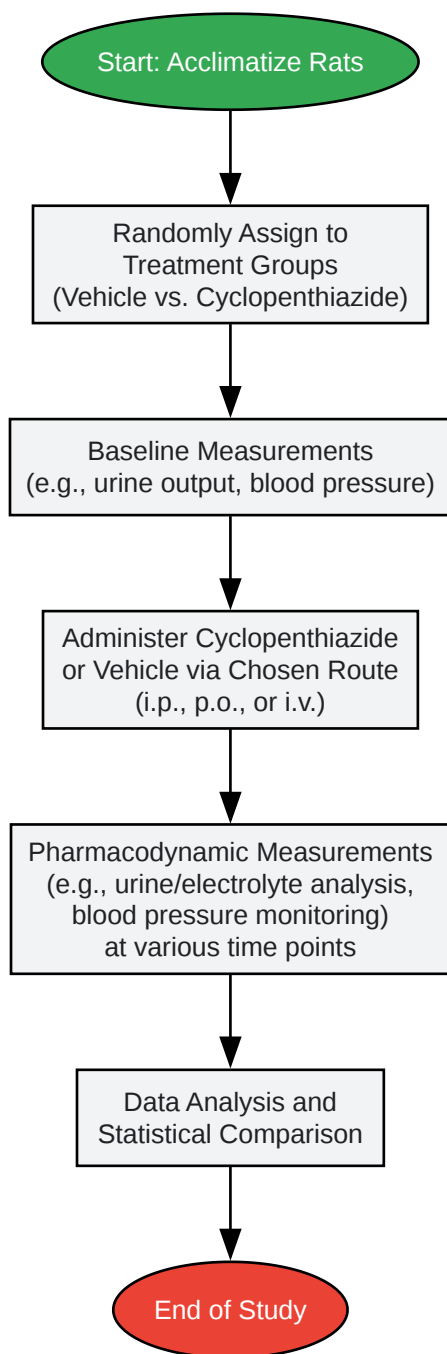 Start: Acclimatize Rats
Randomly Assign to
Treatment Groups
(Vehicle vs. Cyclopenthiazide)
Baseline Measurements
(e.g., urine output, blood pressure)
Administer Cyclopenthiazide
or Vehicle via Chosen Route
(i.p., p.o., or i.v.)
Pharmacodynamic Measurements
(e.g., urine/electrolyte analysis,
blood pressure monitoring)
at various time points
Data Analysis and
Statistical Comparison
End of Study